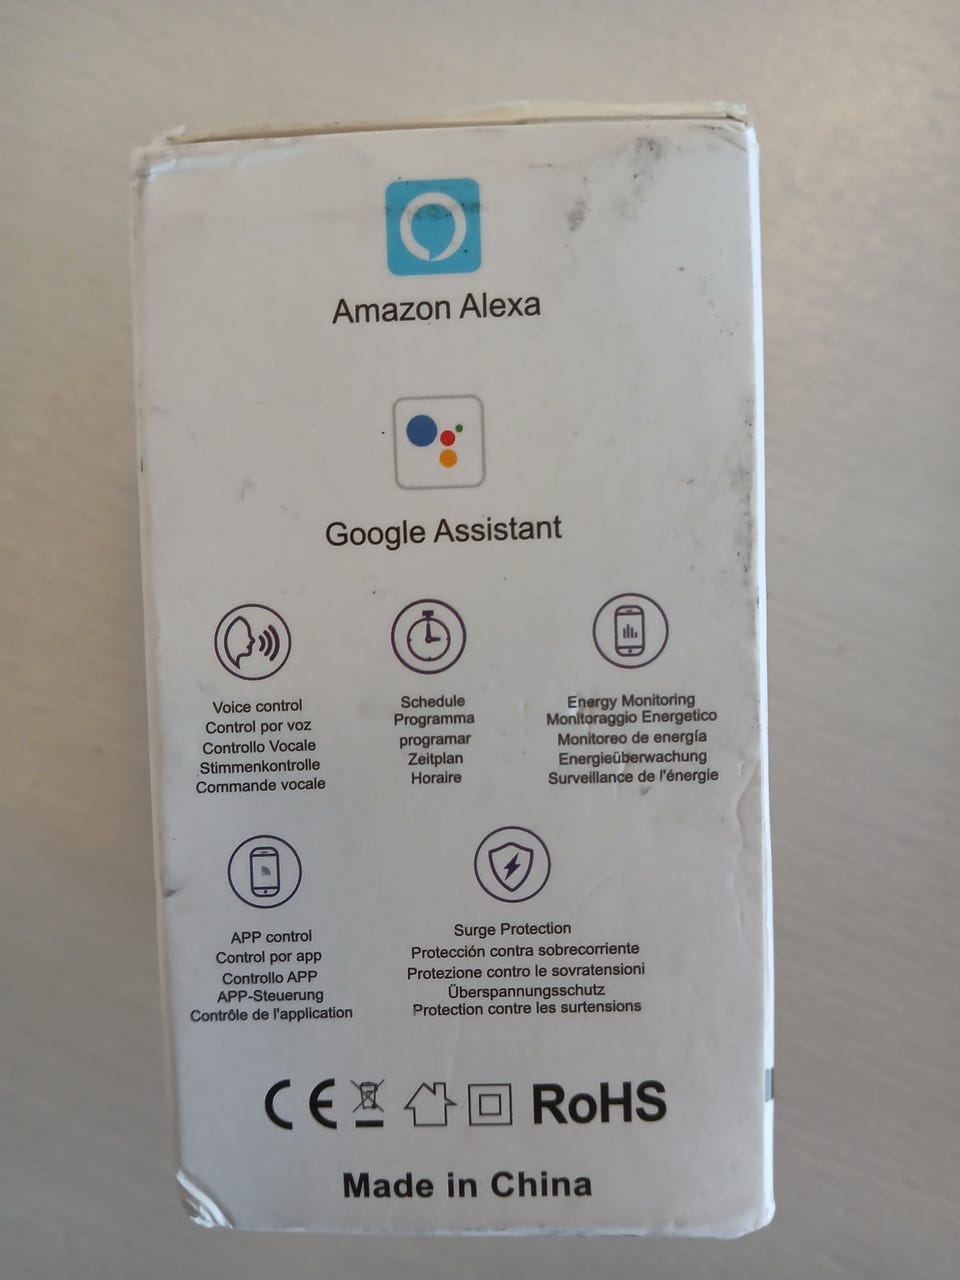 Amazon Alexa
Google Assistant
Voice control
Control por voz
Controllo Vocale
Stimmenkontrolle
Commande vocale
Schedule
Programma
programar
Zeitplan
Horaire
Energy Monitoring
Monitoraggio Energetico
Monitoreo de energía
Energieüberwachung
Surveillance de l'énergie
APP control
Control por app
Controllo APP
APP-Steuerung
Contrôle de l'application
Surge Protection
Protección contra sobrecorriente
Protezione contro le sovratensioni
Überspannungsschutz
Protection contre les surtensions
CE RoHS
Made in China